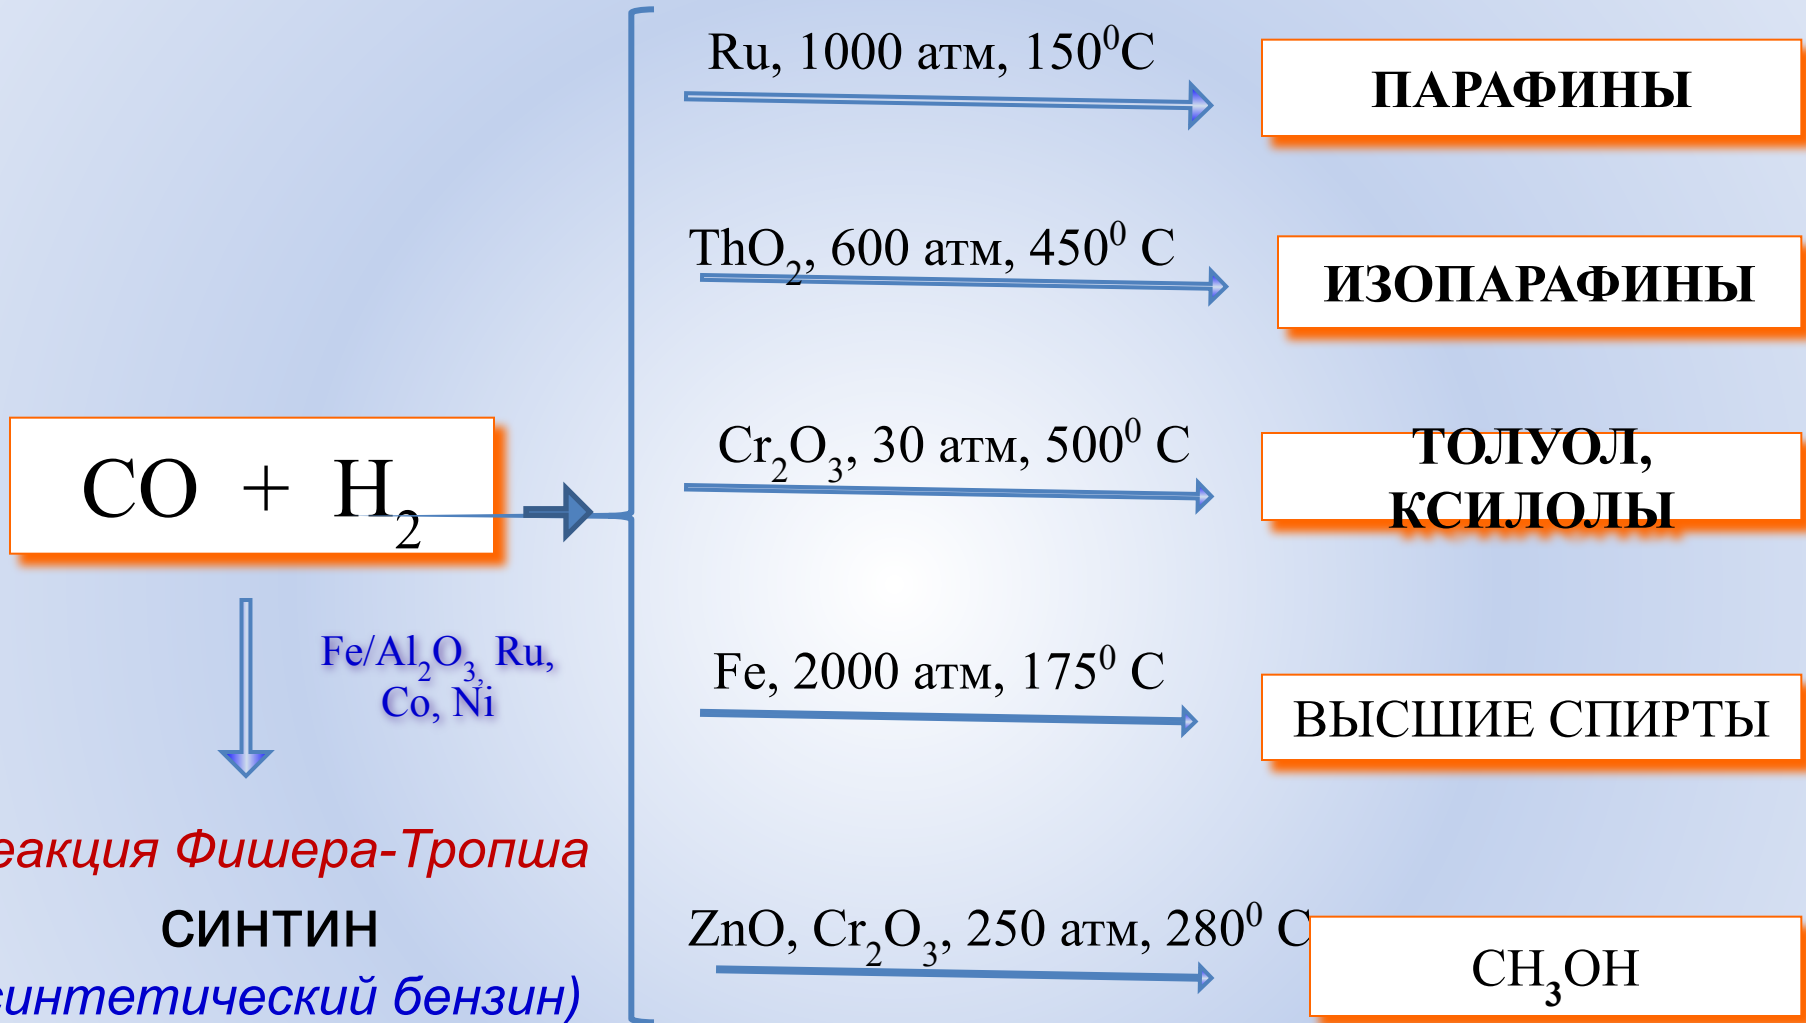 Ru, 1000 атм, 150⁰C
ПАРАФИНЫ
ThO₂, 600 атм, 450⁰ C
ИЗОПАРАФИНЫ
Cr₂O₃, 30 атм, 500⁰ C
ТОЛУОЛ,
КСИЛОЛЫ
CO + H₂
Fe/Al₂O₃, Ru,
Co, Ni
Fe, 2000 атм, 175⁰ C
ВЫСШИЕ СПИРТЫ
еакция Фишера-Тропша
СИНТИН
синтетический бензин)
ZnO, Cr₂O₃, 250 атм, 280⁰ C
CH₃OH